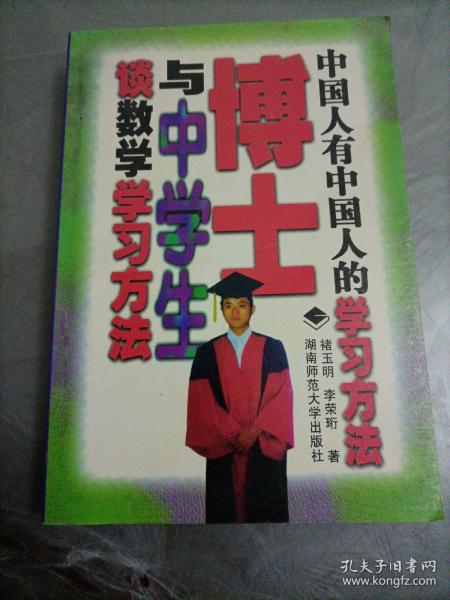 中国人有中国人的学习方法
博士
与中学生
谈数学学习方法
褚玉明 李荣珩 著
湖南师范大学出版社
孔夫子旧书网
www.kongfz.com